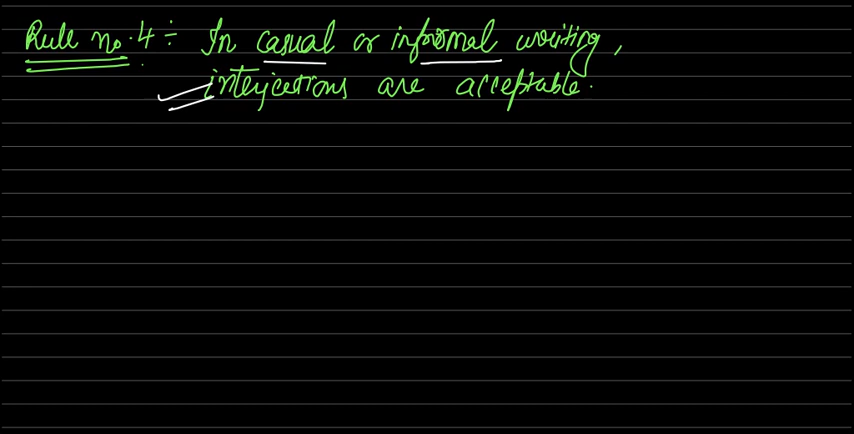 Rule no. 4 ÷ In casual or informal writing,
interjections are acceptable.